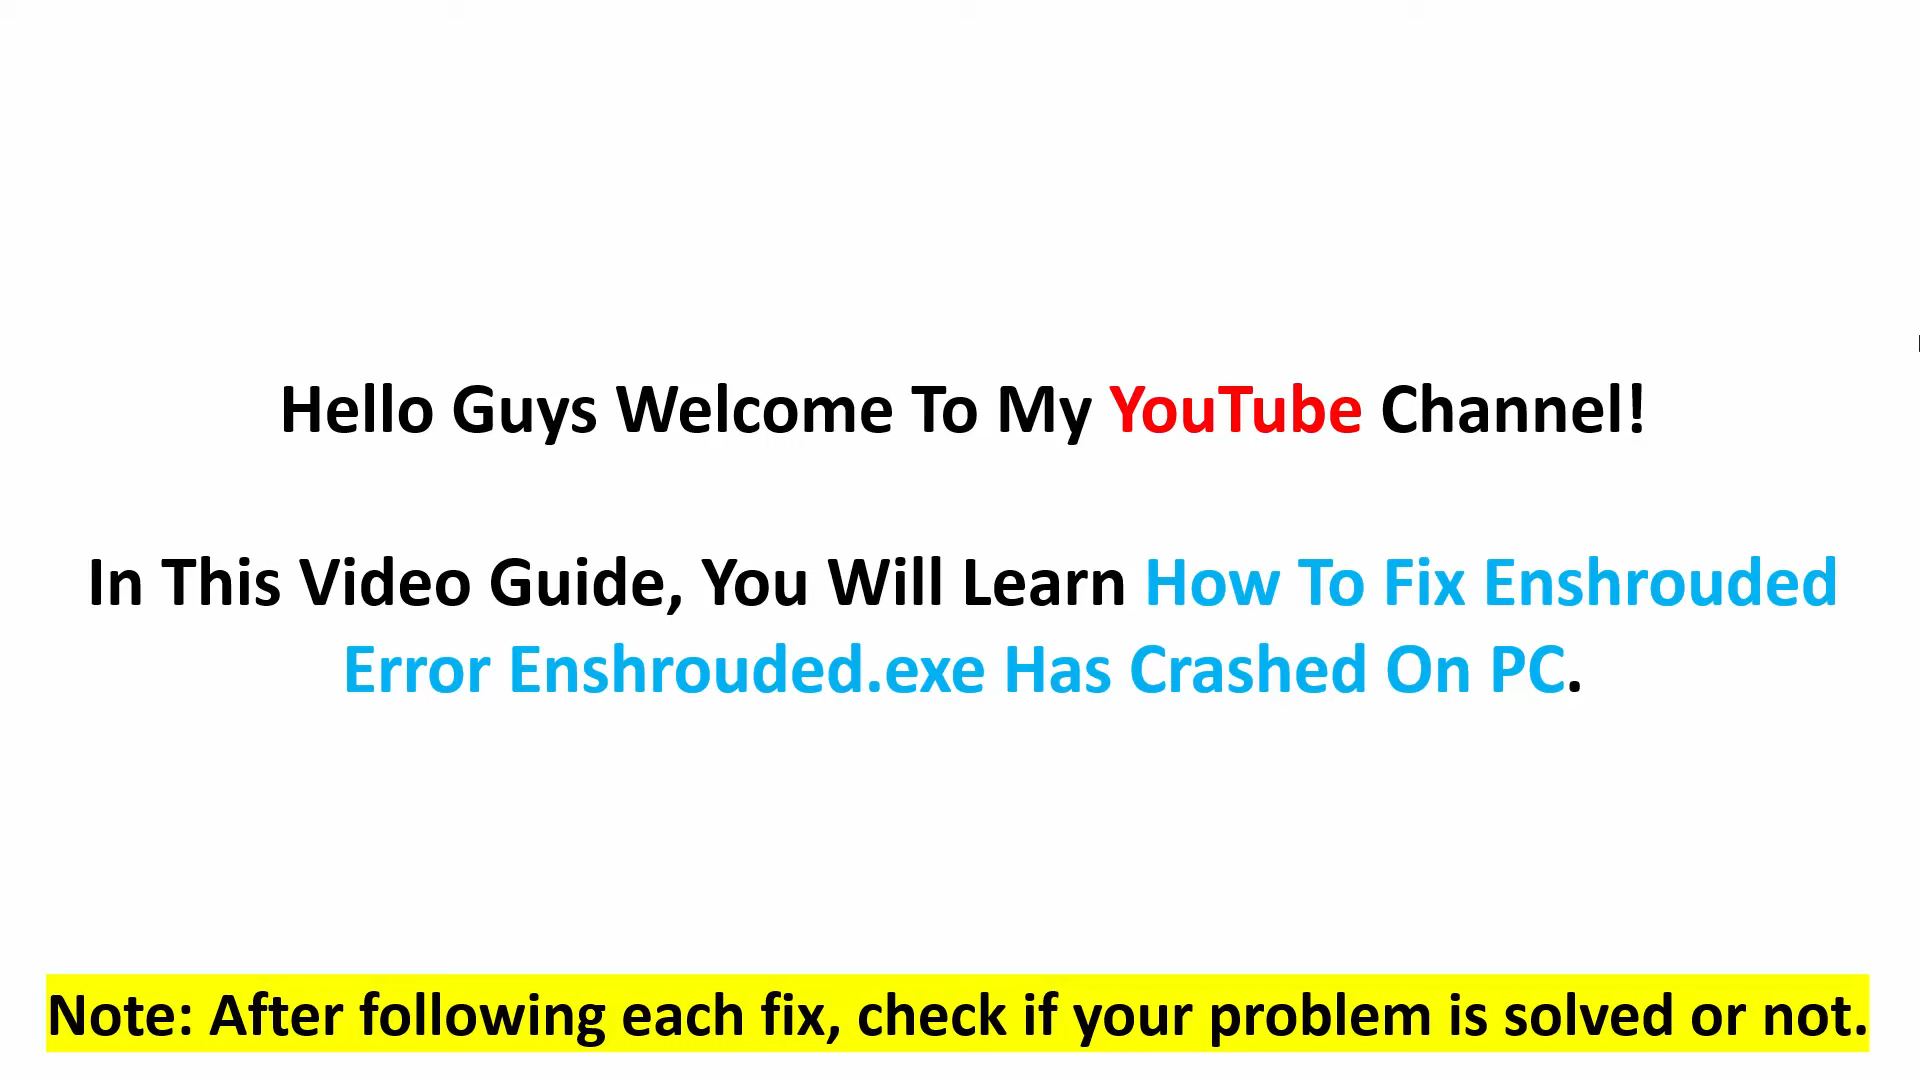 Hello Guys Welcome To My YouTube Channel!
In This Video Guide, You Will Learn How To Fix Enshrouded
Error Enshrouded.exe Has Crashed On PC.
Note: After following each fix, check if your problem is solved or not.